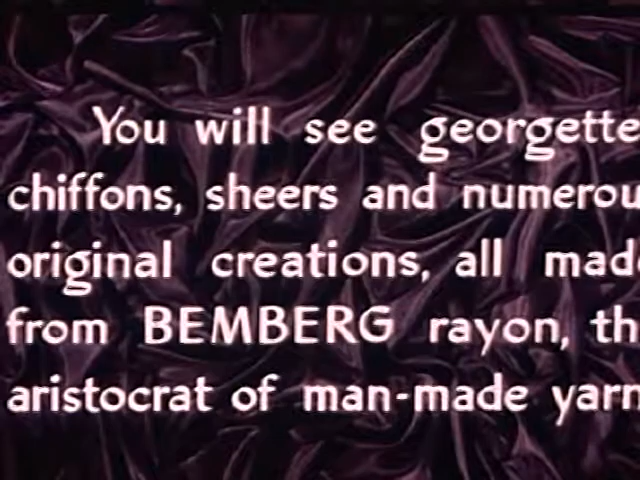 You will see georgette
chiffons, sheers and numerou
original creations, all made
from BEMBERG rayon, th
aristocrat of man-made yarn